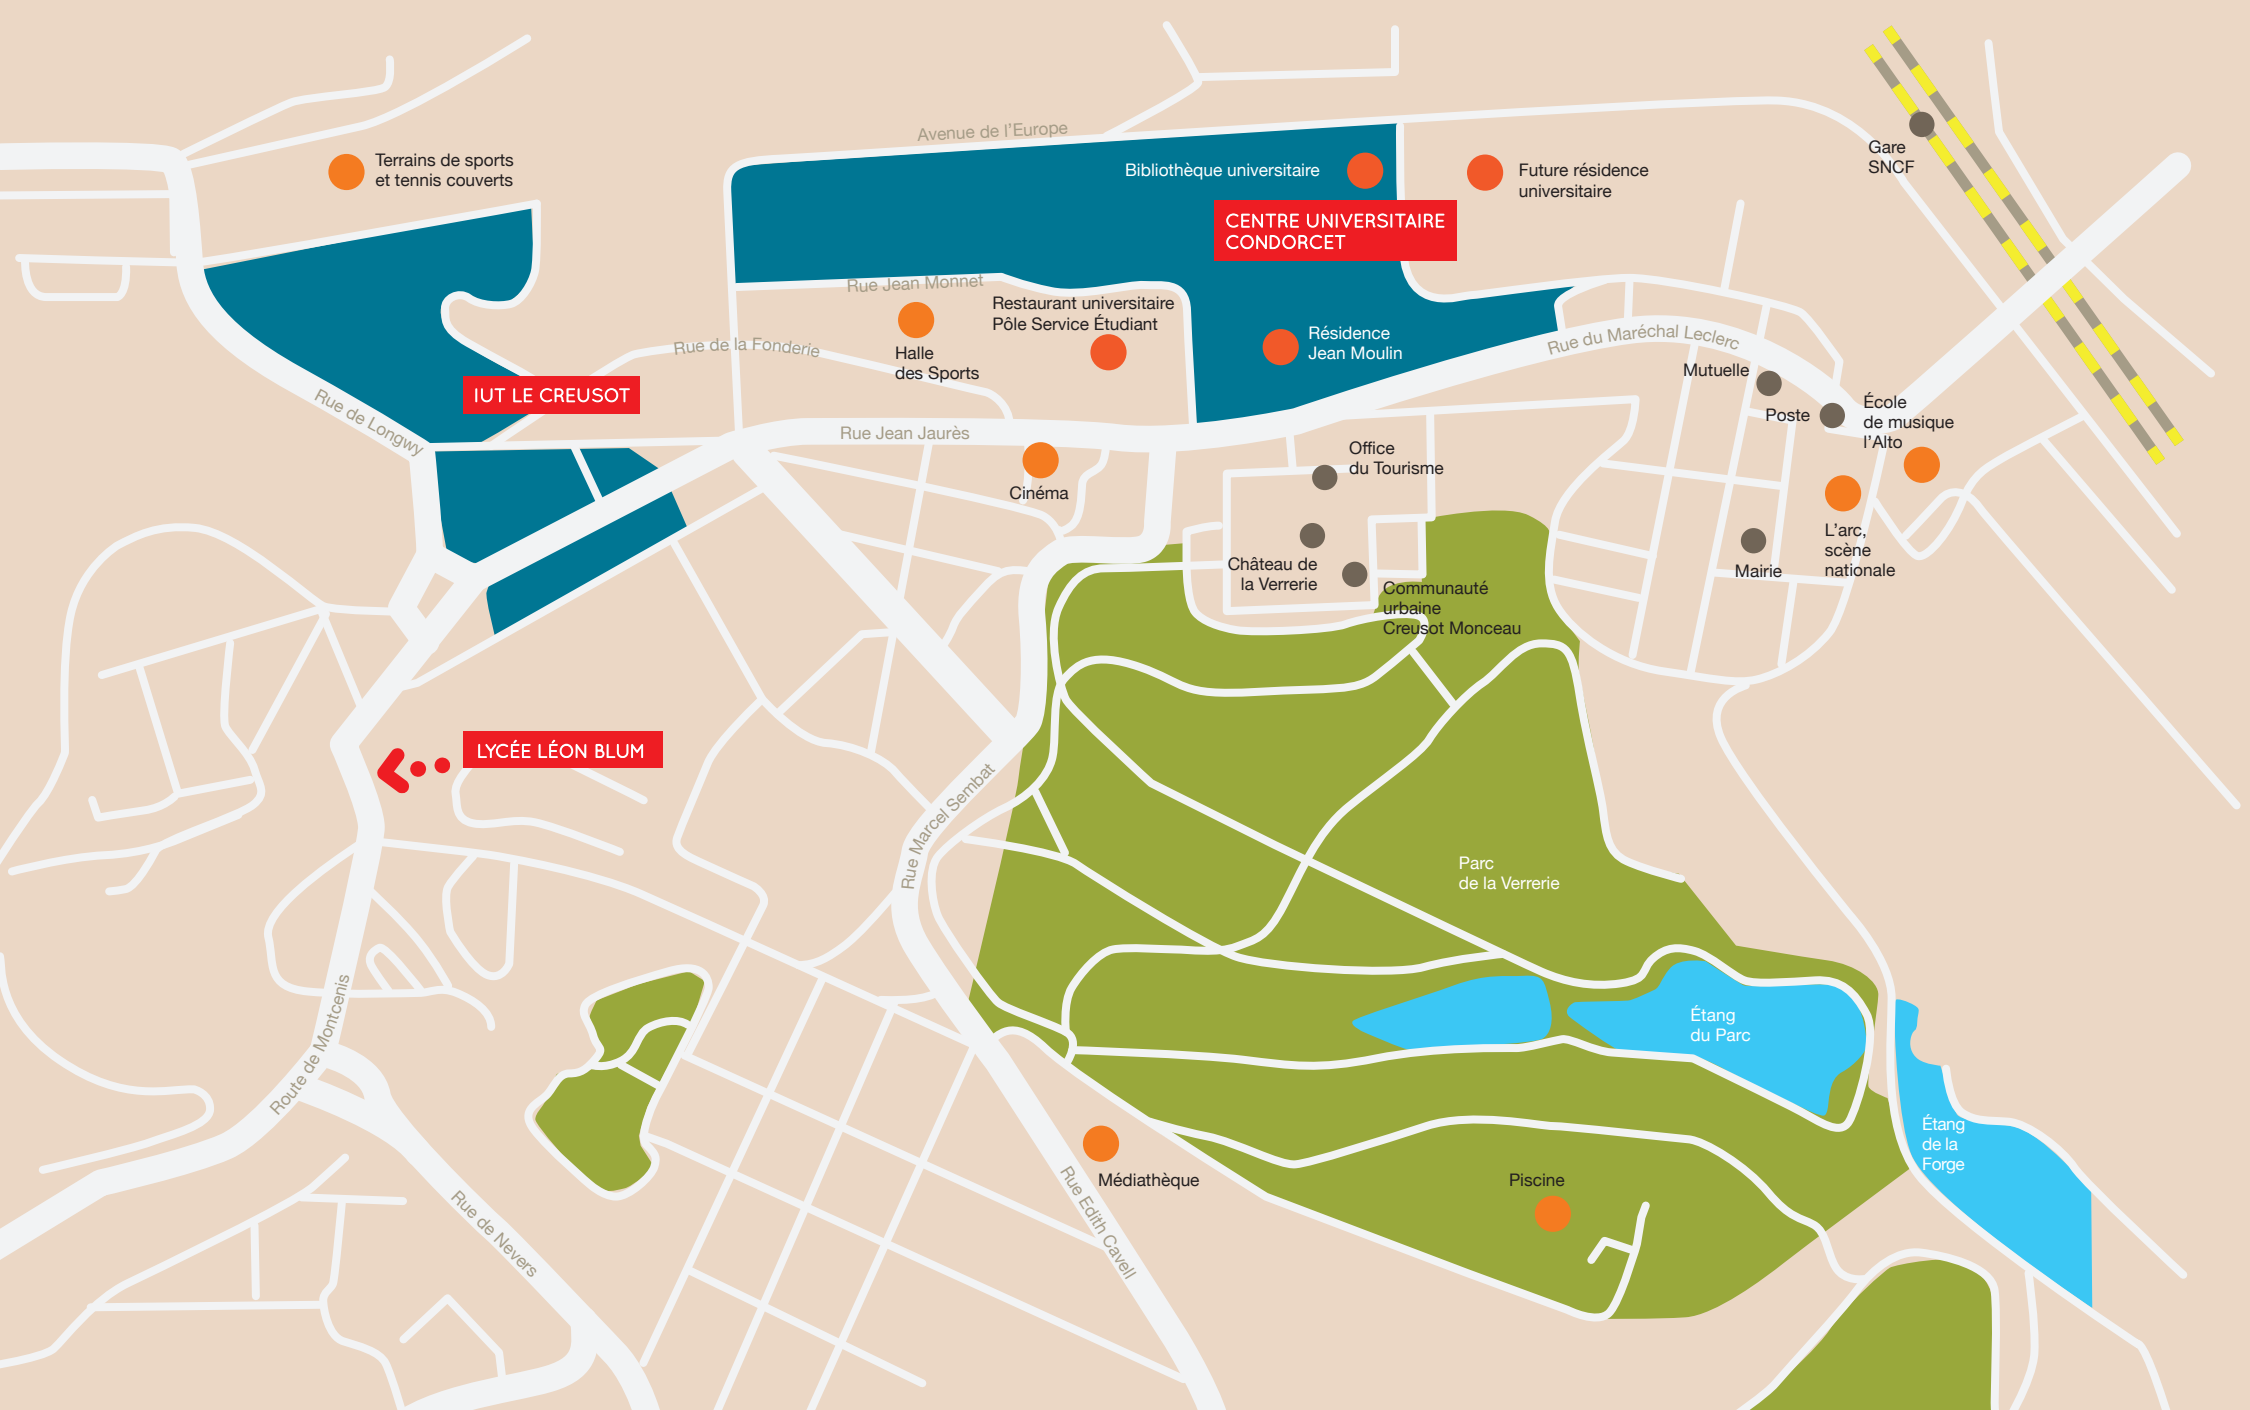 Avenue de l'Europe
Gare
SNCF
Terrains de sports
et tennis couverts
Bibliothèque universitaire
Future résidence
universitaire
CENTRE UNIVERSITAIRE
CONDORCET
Rue Jean Monnet
Restaurant universitaire
Pôle Service Étudiant
Résidence
Jean Moulin
Rue du Maréchal Leclerc
Rue de la Fonderie
Halle
des Sports
Mutuelle
IUT LE CREUSOT
Rue de Longwy
Poste
École
de musique
l'Alto
Rue Jean Jaurès
Office
du Tourisme
Cinéma
L'arc,
scène
nationale
Château de
la Verrerie
Mairie
Communauté
urbaine
Creusot Monceau
LYCÉE LÉON BLUM
Rue Marcel Sembat
Parc
de la Verrerie
Étang
du Parc
Route de Montcenis
Étang
de la
Forge
Médiathèque
Piscine
Rue Edith Cavell
Rue de Nevers